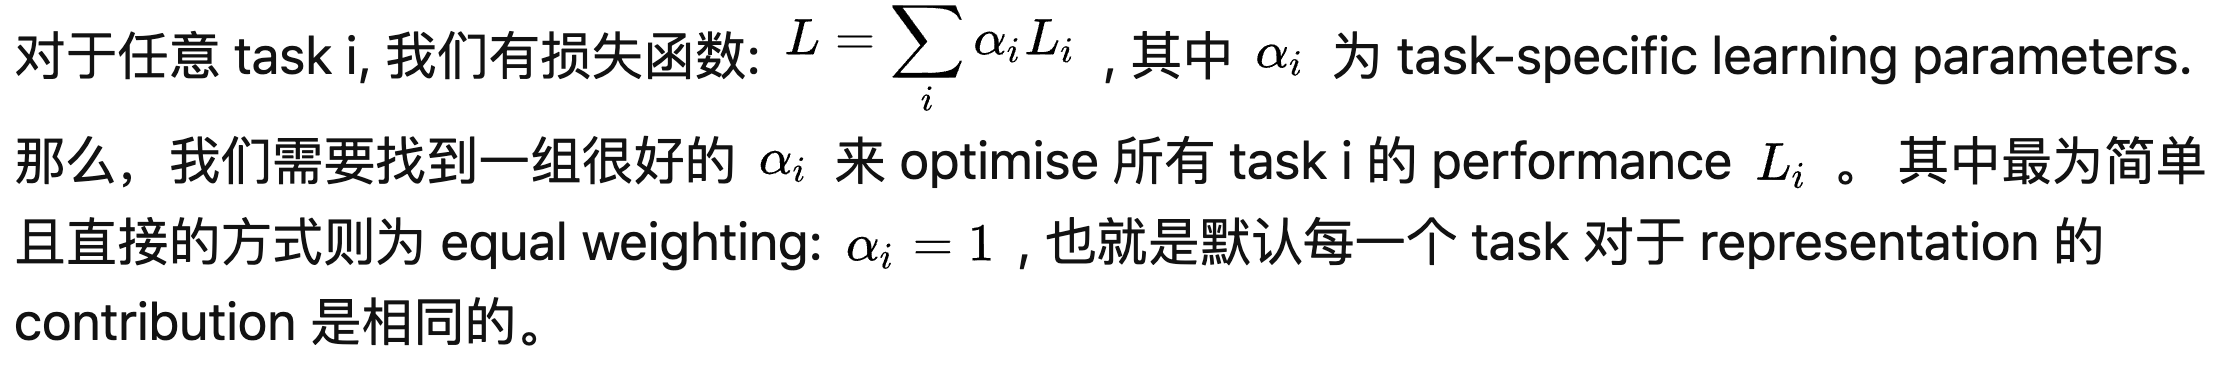 对于任意 task i, 我们有损失函数: $L = \sum_i \alpha_i L_i$ , 其中 $\alpha_i$ 为 task-specific learning parameters.
那么，我们需要找到一组很好的 $\alpha_i$ 来 optimise 所有 task i 的 performance $L_i$ 。 其中最为简单
且直接的方式则为 equal weighting: $\alpha_i = 1$ , 也就是默认每一个 task 对于 representation 的
contribution 是相同的。